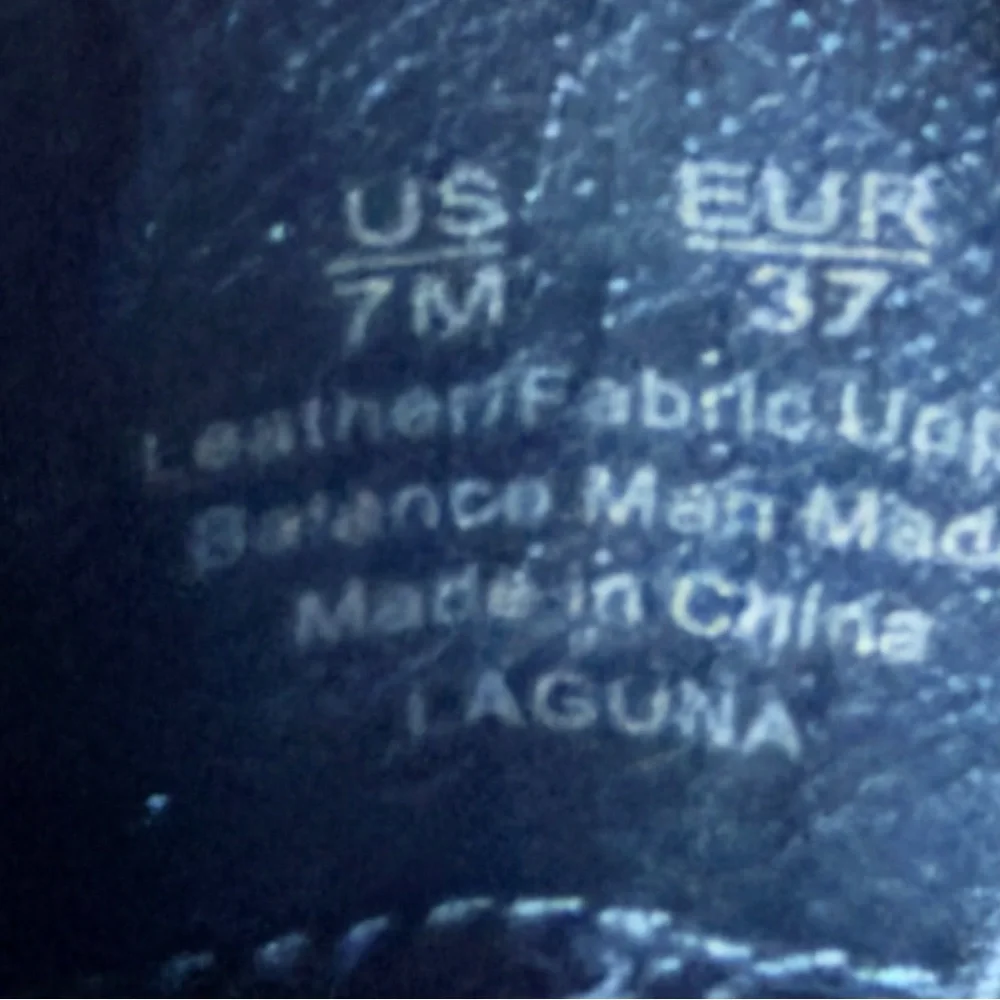 US EUR
7M 37
Leather/Fabric Upp
Balance Man Mad
Made in China
LAGUNA